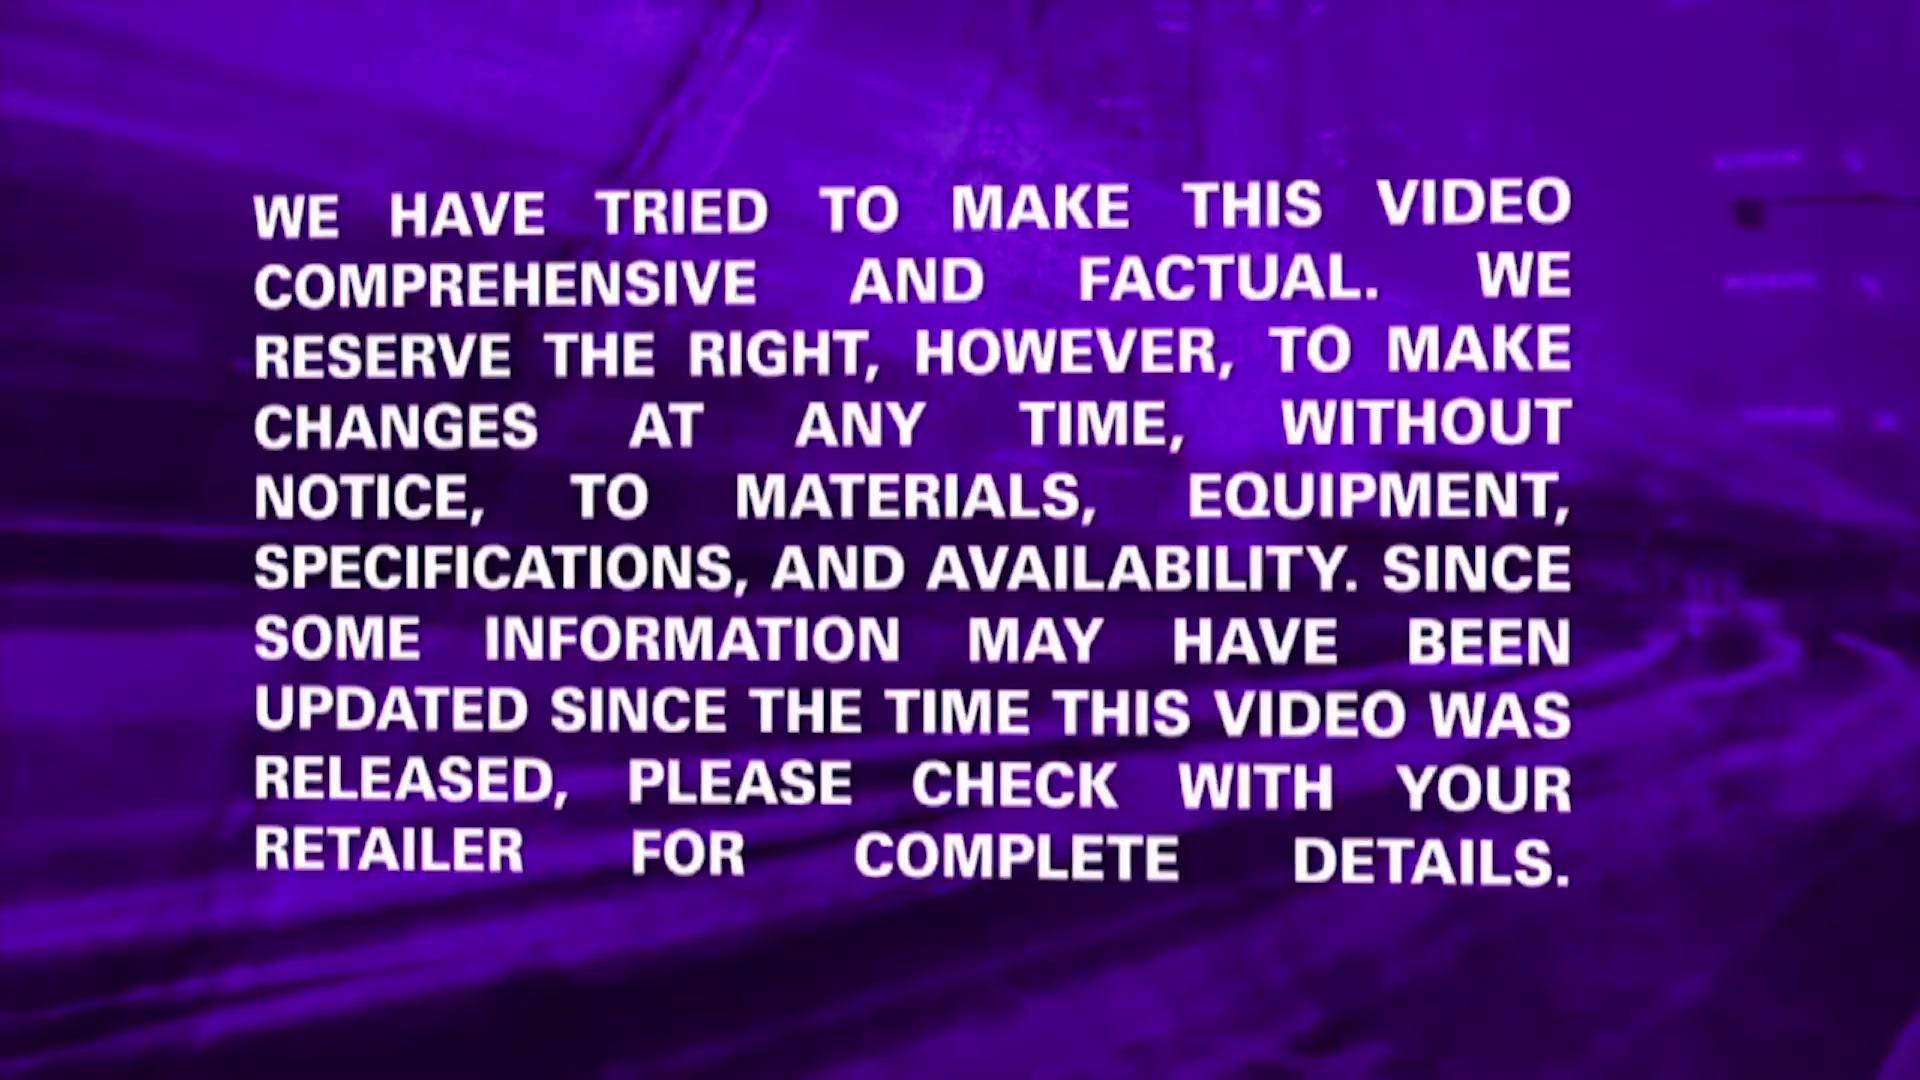 WE HAVE TRIED TO MAKE THIS VIDEO
COMPREHENSIVE AND FACTUAL. WE
RESERVE THE RIGHT, HOWEVER, TO MAKE
CHANGES AT ANY TIME, WITHOUT
NOTICE, TO MATERIALS, EQUIPMENT,
SPECIFICATIONS, AND AVAILABILITY. SINCE
SOME INFORMATION MAY HAVE BEEN
UPDATED SINCE THE TIME THIS VIDEO WAS
RELEASED, PLEASE CHECK WITH YOUR
RETAILER FOR COMPLETE DETAILS.